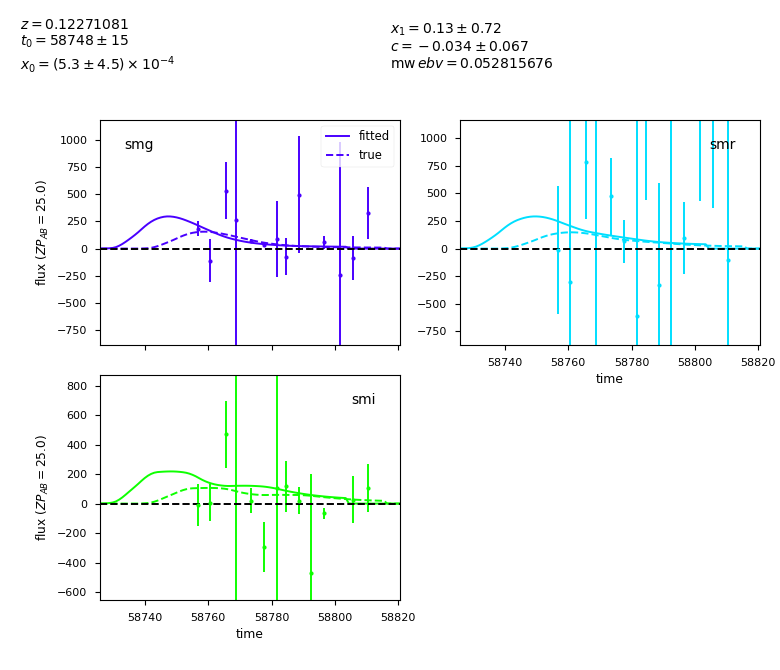 z = 0.12271081
t₀ = 58748 ± 15
x₀ = (5.3 ± 4.5) × 10⁻⁴
x₁ = 0.13 ± 0.72
c = −0.034 ± 0.067
mw ebv = 0.052815676
smg
fitted
true
1000
750
500
250
0
−250
−500
−750
flux (ZP_AB = 25.0)
smr
1000
750
500
250
0
−250
−500
−750
58740 58760 58780 58800 58820
time
smi
800
600
400
200
0
−200
−400
−600
flux (ZP_AB = 25.0)
58740 58760 58780 58800 58820
time